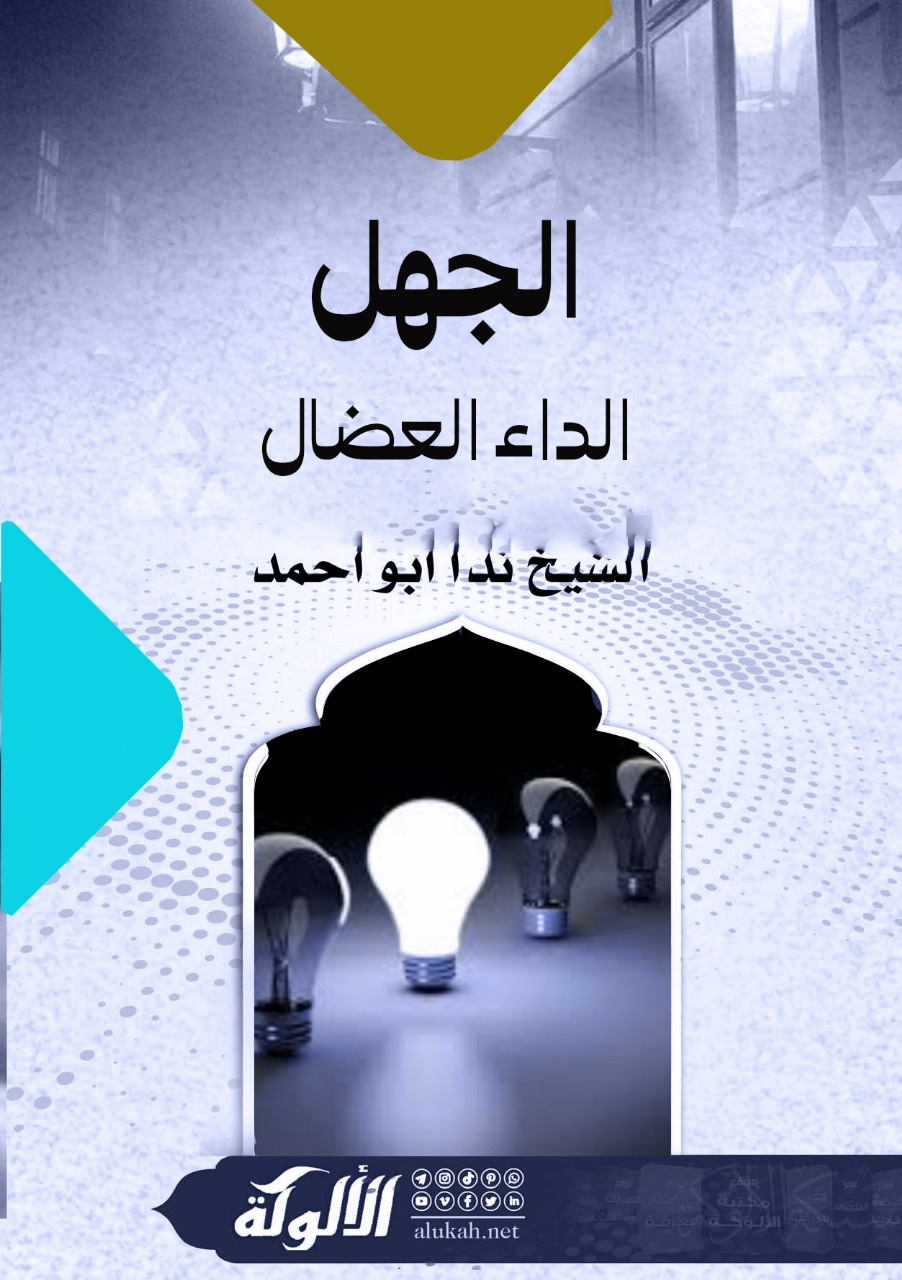 الجهل
الداء العضال
الشيخ ندا ابو احمد
الألوكة
alukah.net